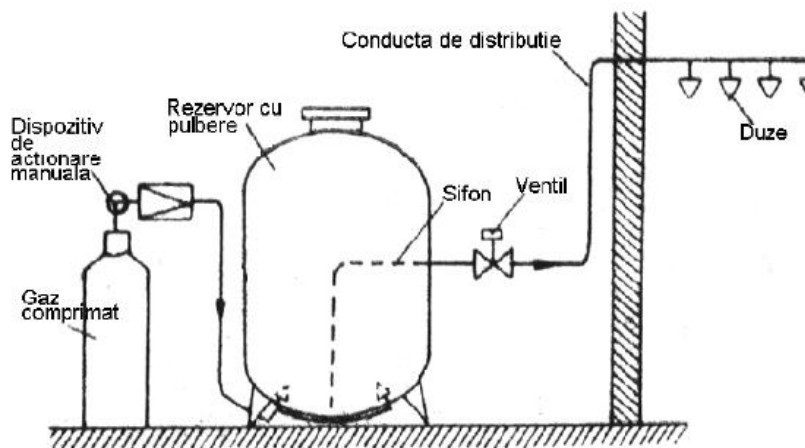 Conducta de distributie
Rezervor cu
pulbere
Dispozitiv
de
actionare
manuala
Duze
Sifon
Ventil
Gaz
comprimat